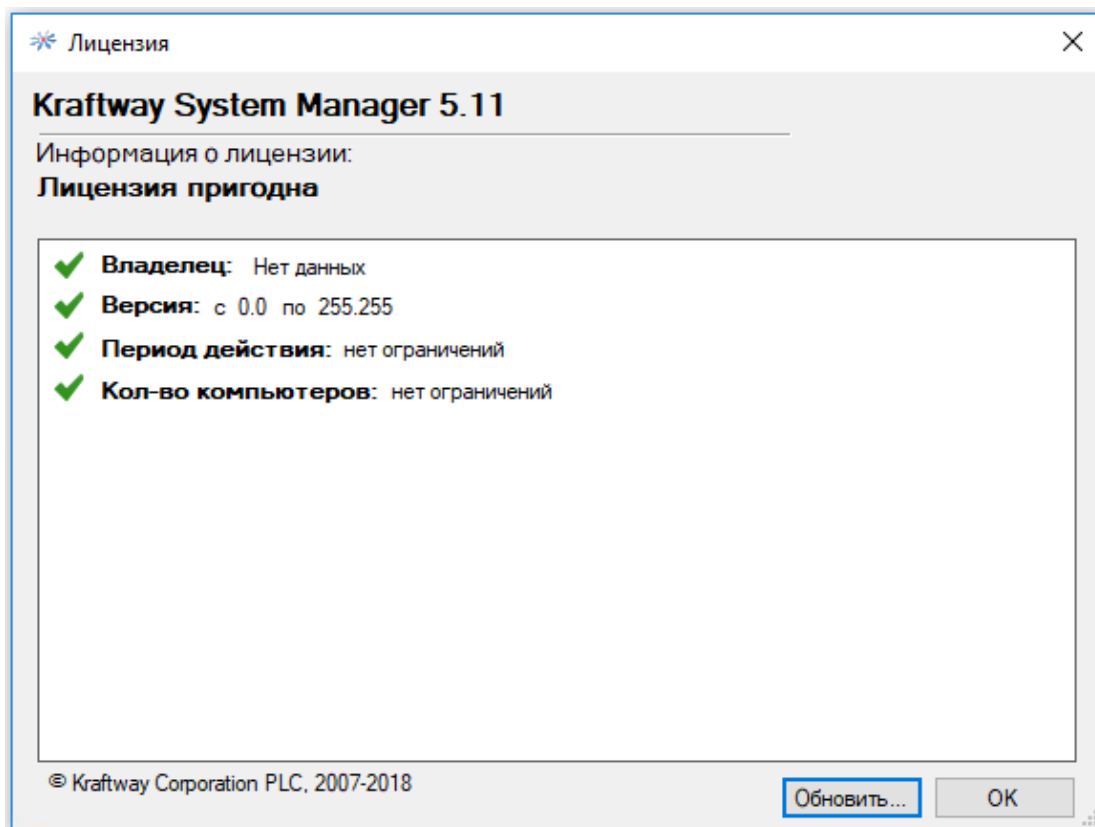 Лицензия
Kraftway System Manager 5.11
Информация о лицензии:
Лицензия пригодна
Владелец: Нет данных
Версия: с 0.0 по 255.255
Период действия: нет ограничений
Кол-во компьютеров: нет ограничений
© Kraftway Corporation PLC, 2007-2018
Обновить... OK